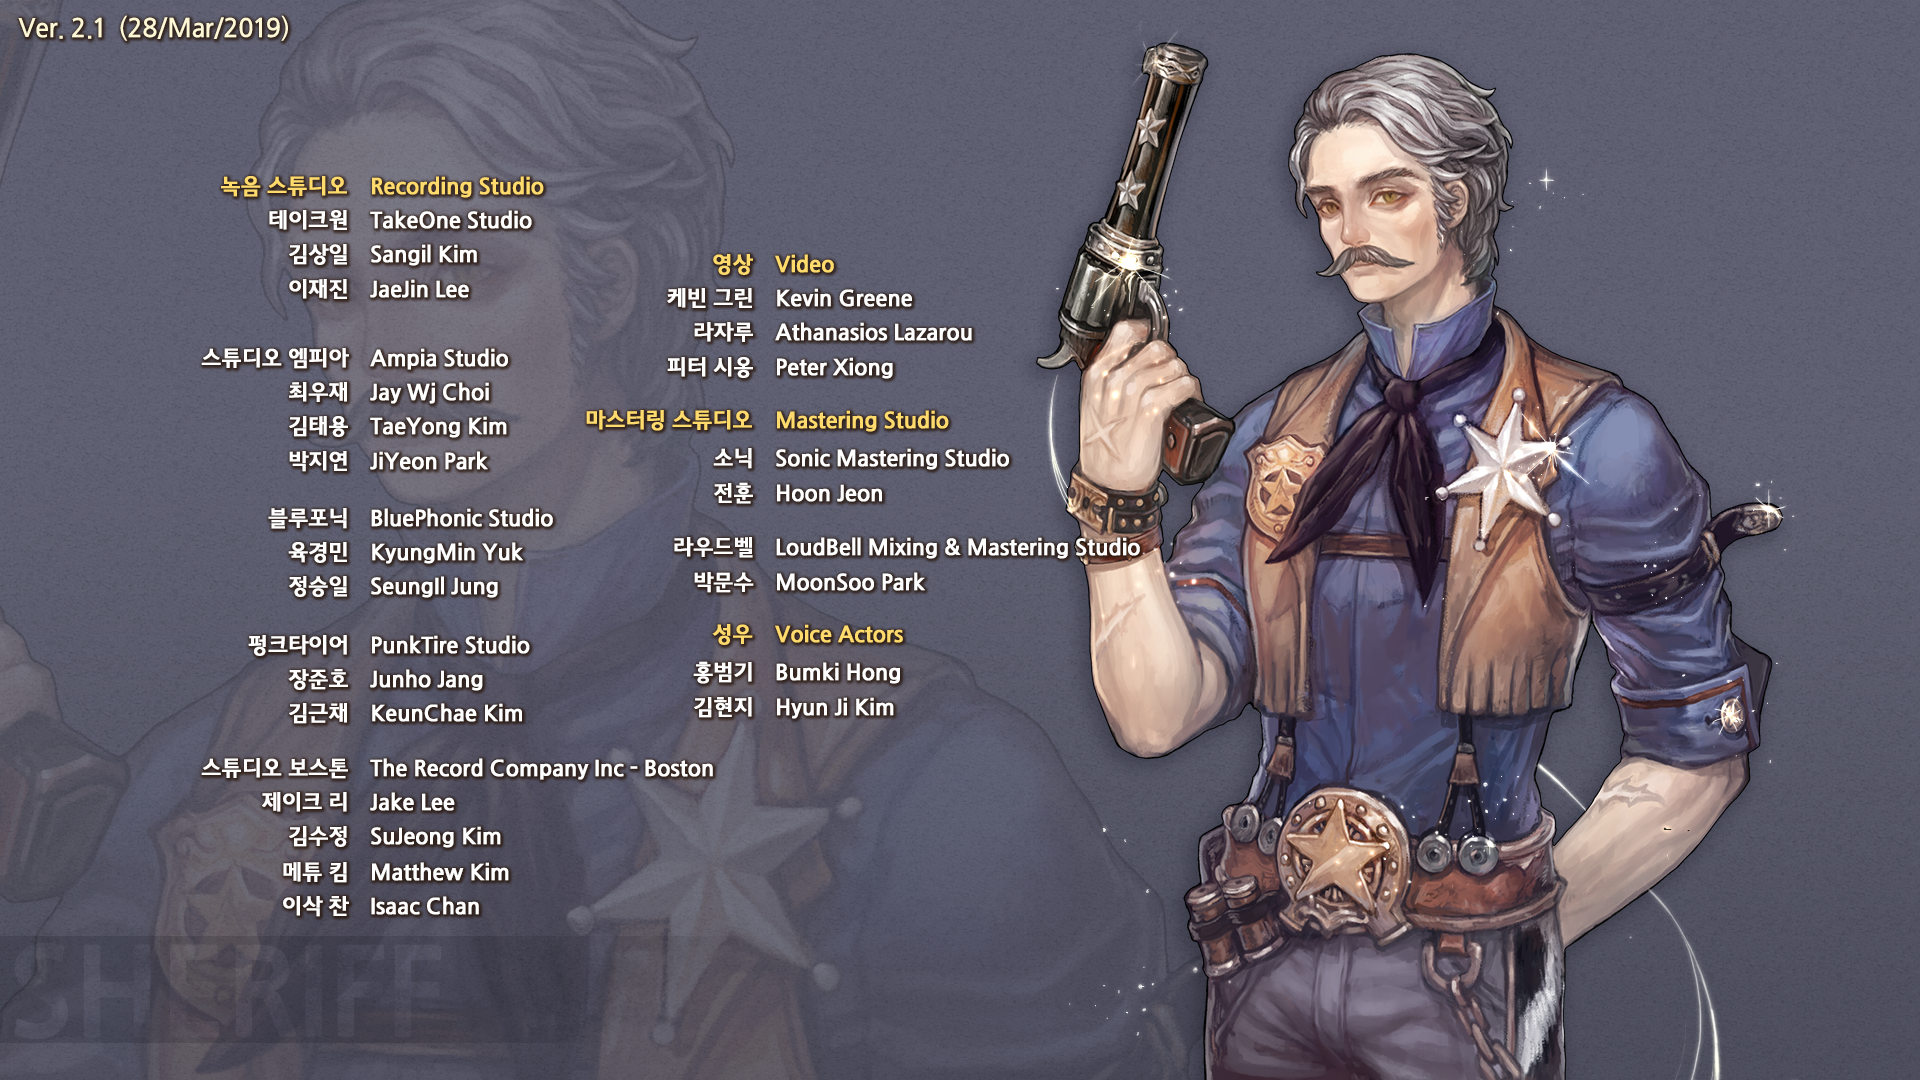 Ver. 2.1 (28/Mar/2019)
녹음 스튜디오 Recording Studio
테이크원 TakeOne Studio
김상일 Sangil Kim
이재진 JaeJin Lee
스튜디오 엠피아 Ampia Studio
최우재 Jay Wj Choi
김태용 TaeYong Kim
박지연 JiYeon Park
블루포닉 BluePhonic Studio
육경민 KyungMin Yuk
정승일 SeungIl Jung
펑크타이어 PunkTire Studio
장준호 Junho Jang
김근채 KeunChae Kim
스튜디오 보스톤 The Record Company Inc - Boston
제이크 리 Jake Lee
김수정 SuJeong Kim
메튜 킴 Matthew Kim
이삭 찬 Isaac Chan
영상 Video
케빈 그린 Kevin Greene
라자루 Athanasios Lazarou
피터 시옹 Peter Xiong
마스터링 스튜디오 Mastering Studio
소닉 Sonic Mastering Studio
전훈 Hoon Jeon
라우드벨 LoudBell Mixing & Mastering Studio
박문수 MoonSoo Park
성우 Voice Actors
홍범기 Bumki Hong
김현지 Hyun Ji Kim
SHERIFF